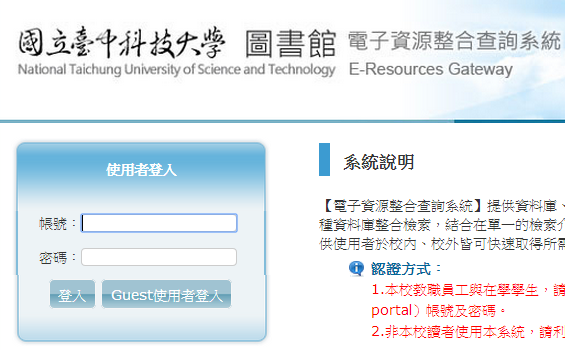 國立臺中科技大學 圖書館 電子資源整合查詢系統
National Taichung University of Science and Technology E-Resources Gateway
使用者登入
帳號：
密碼：
登入 Guest使用者登入
系統說明
【電子資源整合查詢系統】提供資料庫、
種資料庫整合檢索，結合在單一的檢索介
供使用者於校內、校外皆可快速取得所需
認證方式：
1.本校教職員工與在學學生，請
portal）帳號及密碼。
2.非本校讀者使用本系統，請利